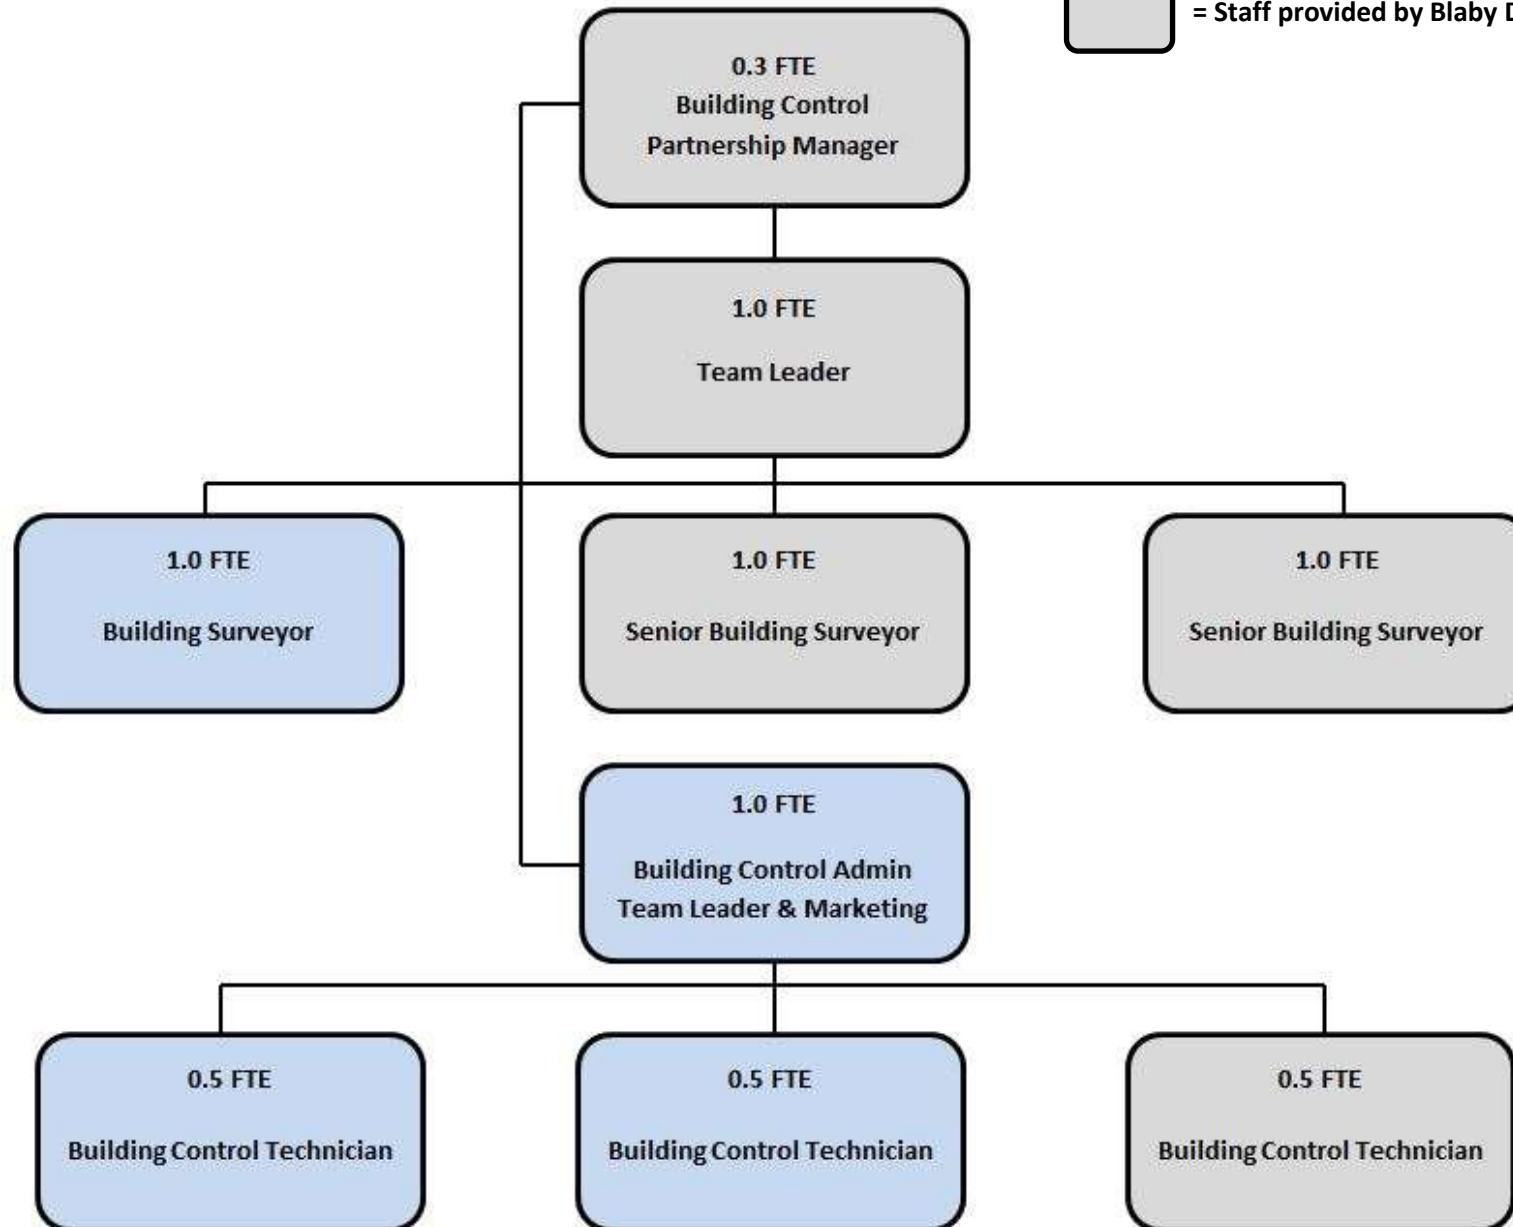 = Staff provided by Blaby
0.3 FTE
Building Control
Partnership Manager
1.0 FTE
Team Leader
1.0 FTE
Building Surveyor
1.0 FTE
Senior Building Surveyor
1.0 FTE
Senior Building Surveyor
1.0 FTE
Building Control Admin
Team Leader & Marketing
0.5 FTE
Building Control Technician
0.5 FTE
Building Control Technician
0.5 FTE
Building Control Technician